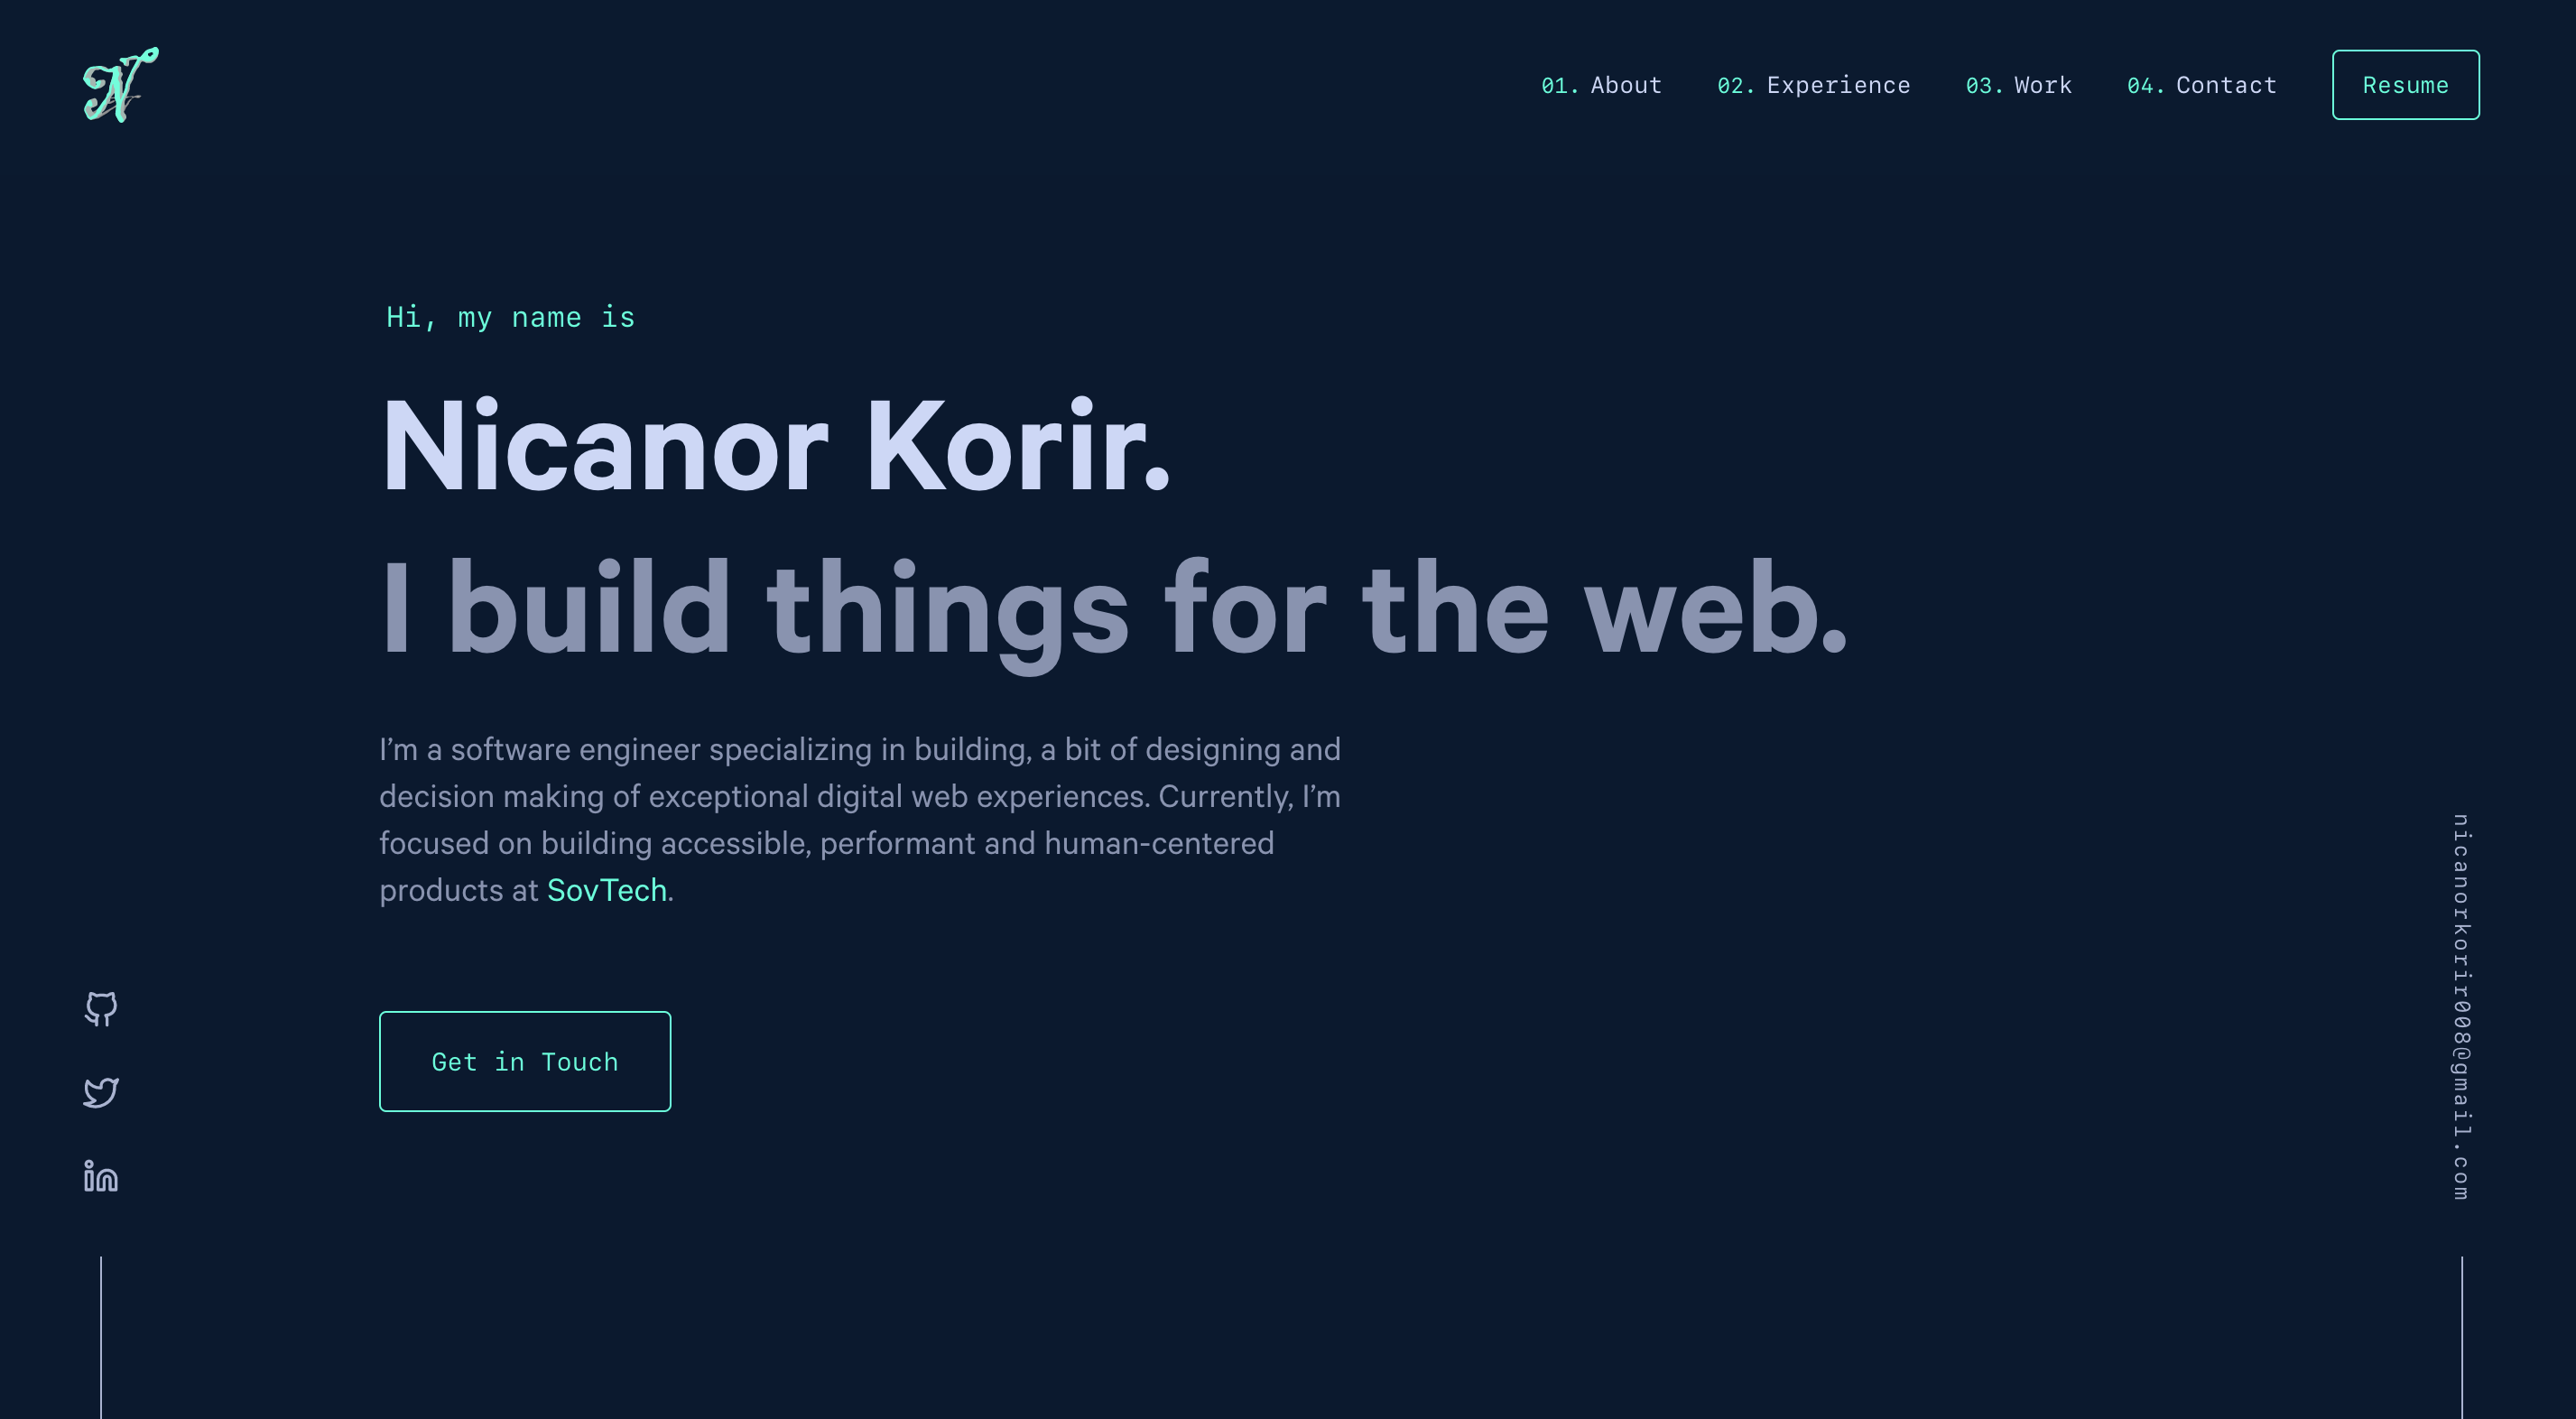 N
01. About 02. Experience 03. Work 04. Contact Resume
Hi, my name is
Nicanor Korir.
I build things for the web.
I’m a software engineer specializing in building, a bit of designing and
decision making of exceptional digital web experiences. Currently, I’m
focused on building accessible, performant and human-centered
products at SovTech.
Get in Touch
in
nicanorkorir008@gmail.com